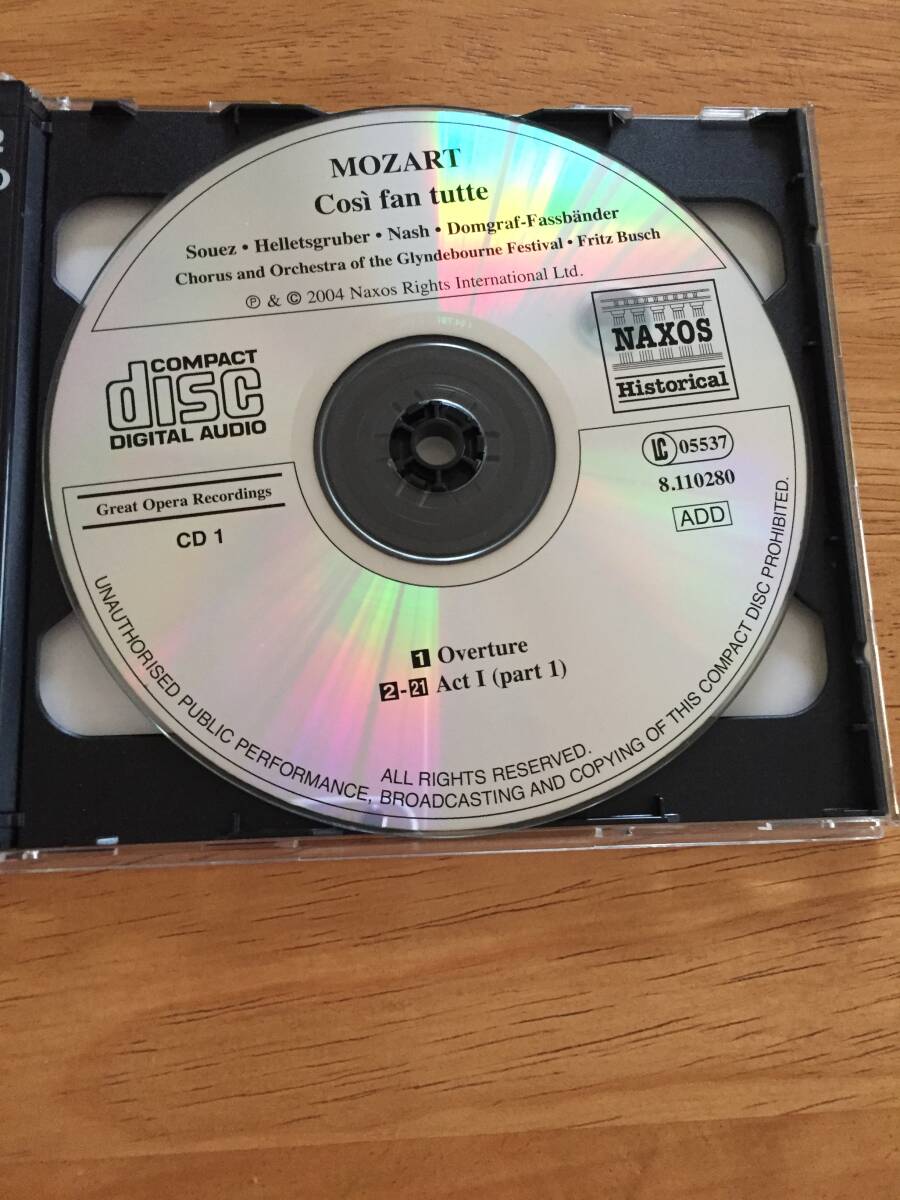 MOZART
Così fan tutte
Souez • Helletsgruber • Nash • Domgraf-Fassbänder
Chorus and Orchestra of the Glyndebourne Festival • Fritz Busch
℗ & © 2004 Naxos Rights International Ltd.
COMPACT
disc
DIGITAL AUDIO
NAXOS
Historical
LC 05537
8.110280
ADD
Great Opera Recordings
CD 1
1 Overture
2-21 Act I (part 1)
ALL RIGHTS RESERVED.
UNAUTHORISED PUBLIC PERFORMANCE, BROADCASTING AND COPYING OF THIS COMPACT DISC PROHIBITED.